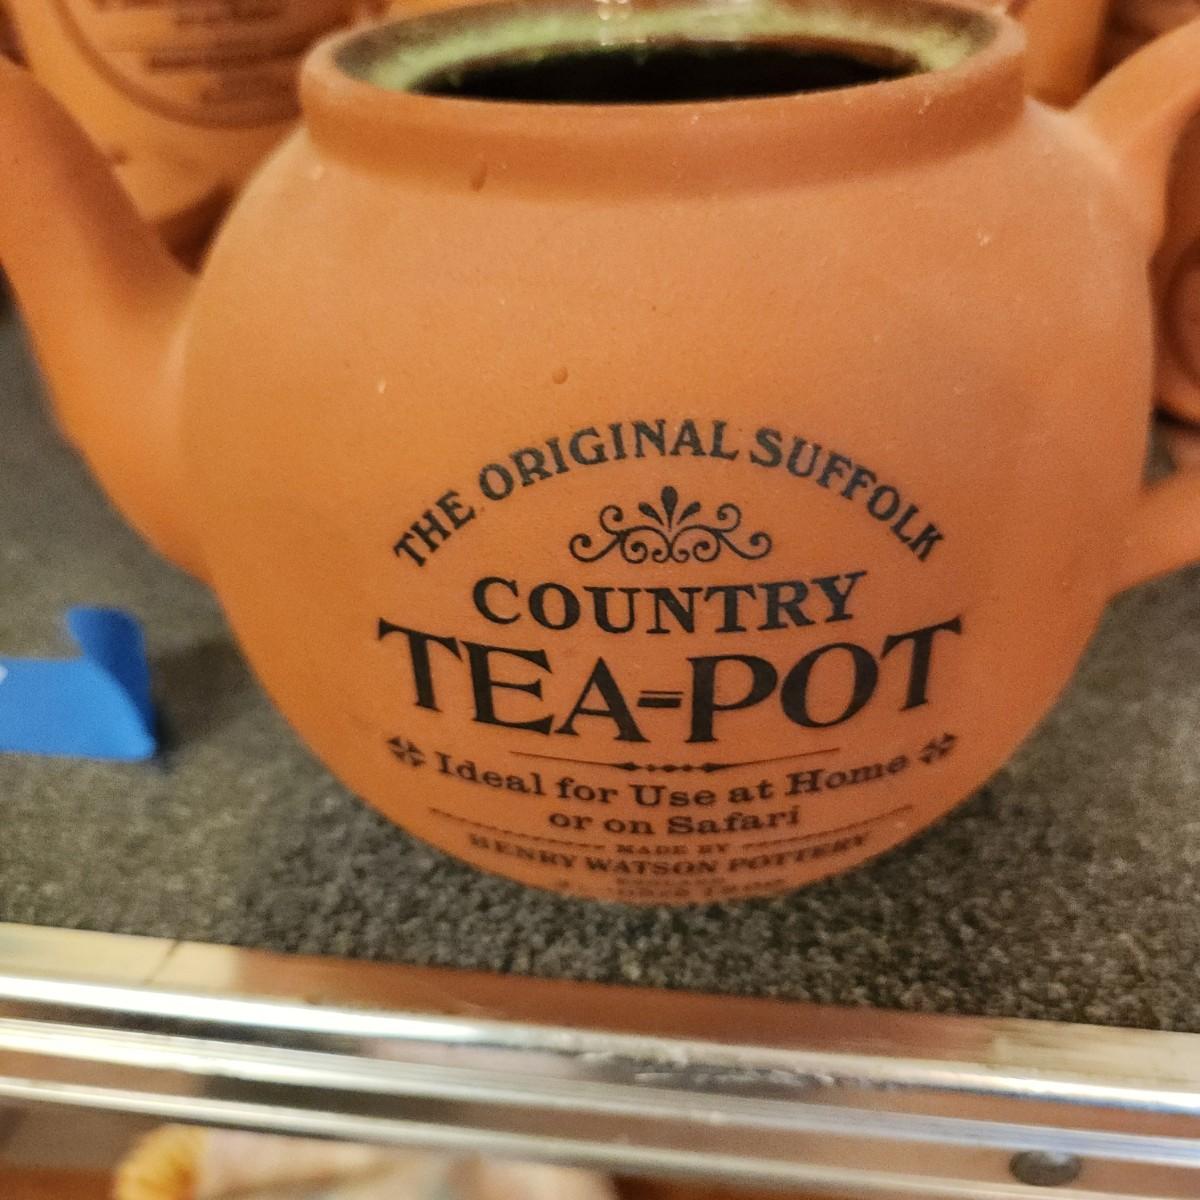 THE ORIGINAL SUFFOLK
COUNTRY
TEA=POT
Ideal for Use at Home
or on Safari
MADE BY
HENRY WATSON POTTERY